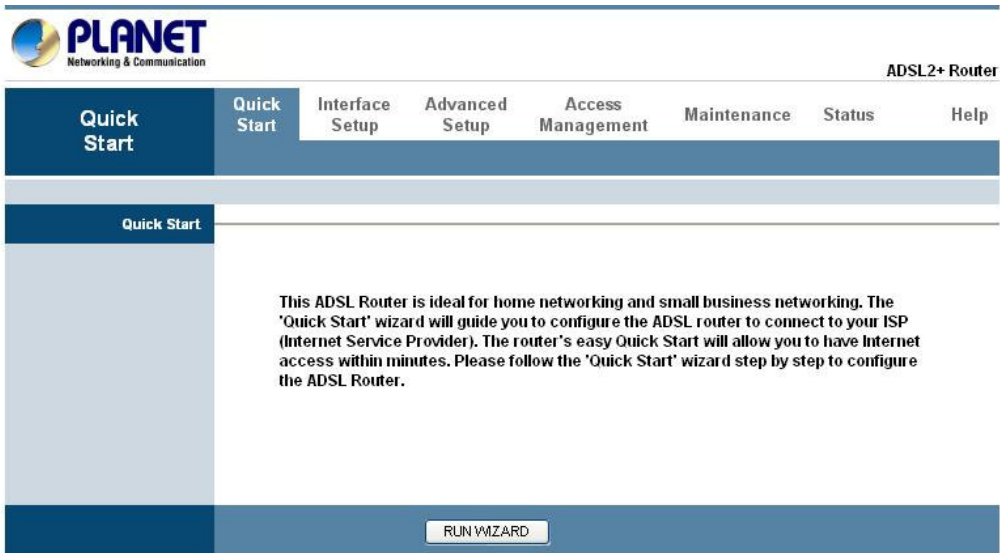 PLANET
Networking & Communication
ADSL2+ Router
Quick
Start
Quick
Start
Interface
Setup
Advanced
Setup
Access
Management
Maintenance
Status
Help
Quick Start
This ADSL Router is ideal for home networking and small business networking. The
'Quick Start' wizard will guide you to configure the ADSL router to connect to your ISP
(Internet Service Provider). The router's easy Quick Start will allow you to have Internet
access within minutes. Please follow the 'Quick Start' wizard step by step to configure
the ADSL Router.
RUN WIZARD